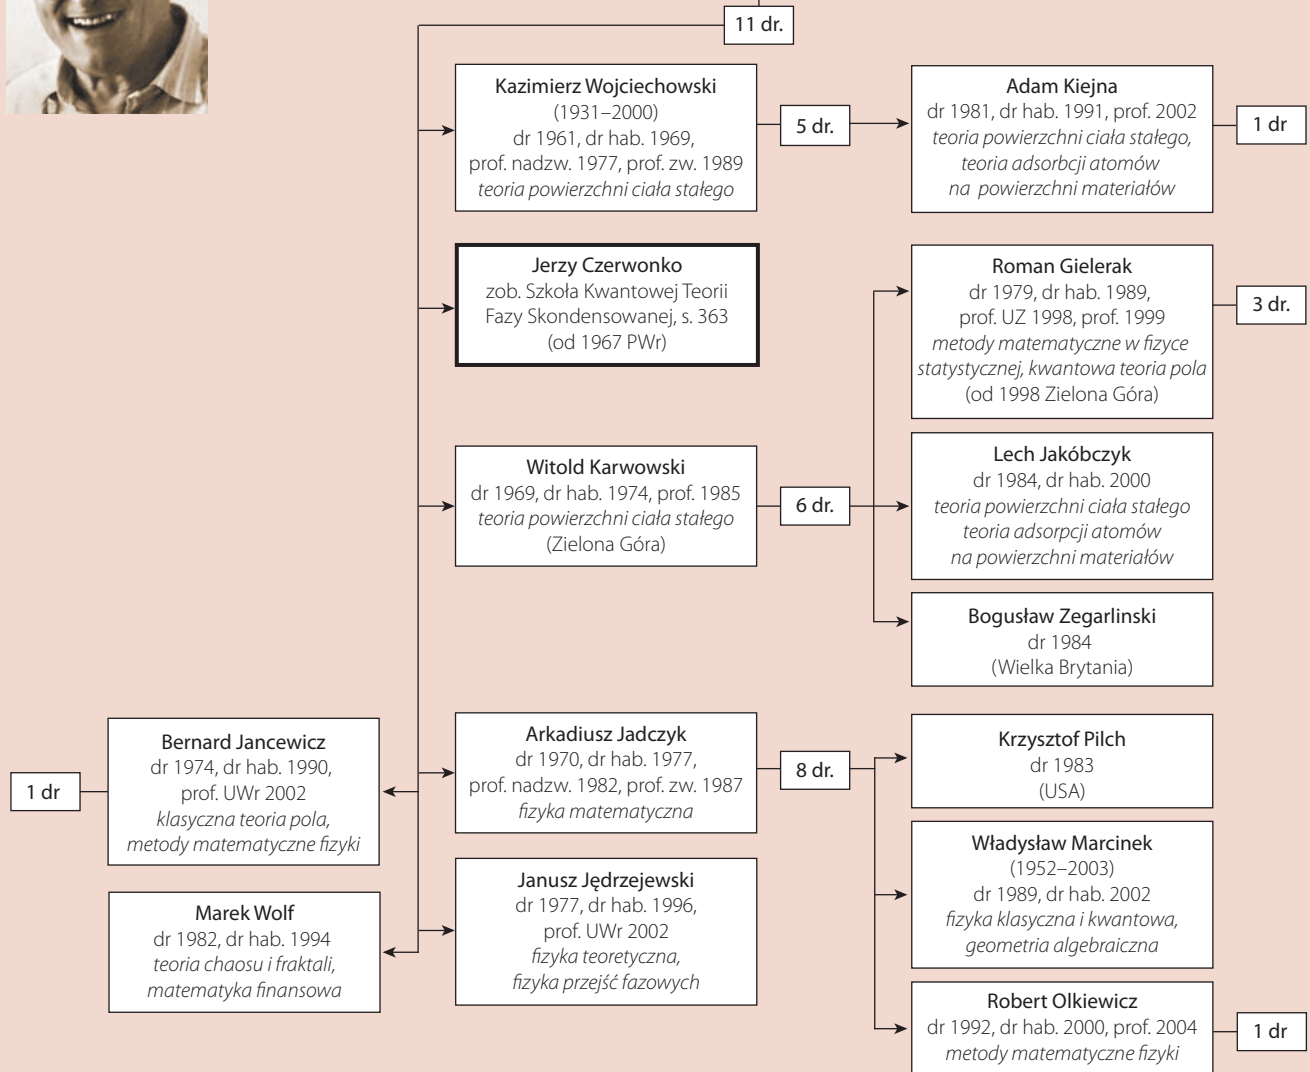 11 dr.
Kazimierz Wojciechowski
(1931–2000)
dr 1961, dr hab. 1969,
prof. nadzw. 1977, prof. zw. 1989
teoria powierzchni ciała stałego
5 dr.
Adam Kiejna
dr 1981, dr hab. 1991, prof. 2002
teoria powierzchni ciała stałego,
teoria adsorbcji atomów
na powierzchni materiałów
1 dr
Jerzy Czerwonko
zob. Szkoła Kwantowej Teorii
Fazy Skondensowanej, s. 363
(od 1967 PWr)
Witold Karwowski
dr 1969, dr hab. 1974, prof. 1985
teoria powierzchni ciała stałego
(Zielona Góra)
6 dr.
Roman Gielerak
dr 1979, dr hab. 1989,
prof. UZ 1998, prof. 1999
metody matematyczne w fizyce
statystycznej, kwantowa teoria pola
(od 1998 Zielona Góra)
3 dr.
Lech Jakóbczyk
dr 1984, dr hab. 2000
teoria powierzchni ciała stałego
teoria adsorpcji atomów
na powierzchni materiałów
Bogusław Zegarlinski
dr 1984
(Wielka Brytania)
1 dr
Bernard Jancewicz
dr 1974, dr hab. 1990,
prof. UWr 2002
klasyczna teoria pola,
metody matematyczne fizyki
Marek Wolf
dr 1982, dr hab. 1994
teoria chaosu i fraktali,
matematyka finansowa
Arkadiusz Jadczyk
dr 1970, dr hab. 1977,
prof. nadzw. 1982, prof. zw. 1987
fizyka matematyczna
8 dr.
Janusz Jędrzejewski
dr 1977, dr hab. 1996,
prof. UWr 2002
fizyka teoretyczna,
fizyka przejść fazowych
Krzysztof Pilch
dr 1983
(USA)
Władysław Marcinek
(1952–2003)
dr 1989, dr hab. 2002
fizyka klasyczna i kwantowa,
geometria algebraiczna
Robert Olkiewicz
dr 1992, dr hab. 2000, prof. 2004
metody matematyczne fizyki
1 dr